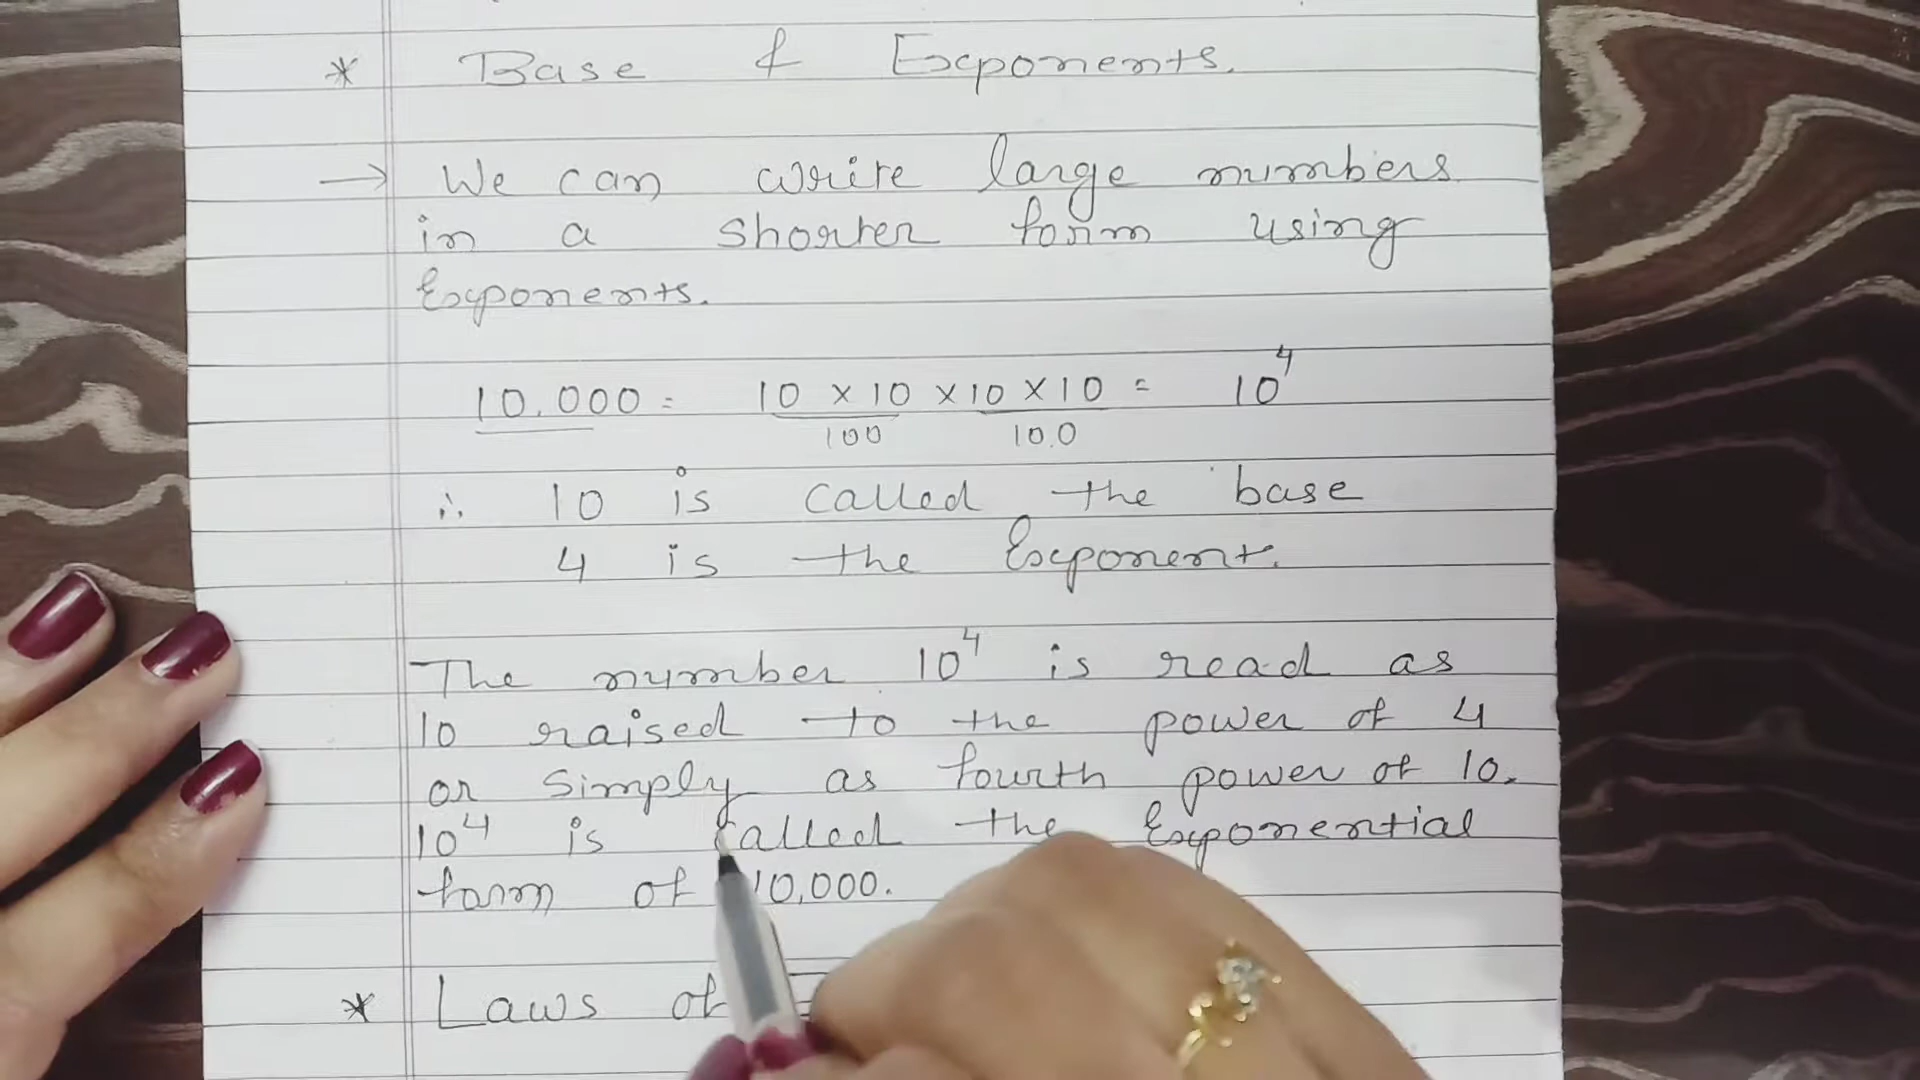 * Base & Exponents.
→ We can write large numbers
in a shorter form using
Exponents.
10,000 = 10 × 10 × 10 × 10 = 10⁴
100 10.0
∴ 10 is called the base
4 is the Exponent.
The number 10⁴ is read as
10 raised to the power of 4
or simply as fourth power of 10.
10⁴ is called the Exponential
form of 10,000.
* Laws of